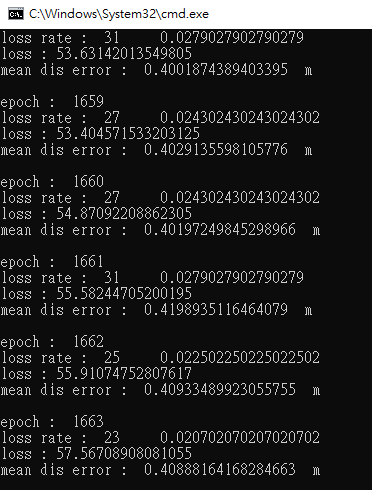 C:\Windows\System32\cmd.exe
loss rate :  31    0.0279027902790279
loss : 53.63142013549805
mean dis error :  0.4001874389403395  m
epoch :  1659
loss rate :  27    0.024302430243024302
loss : 53.404571533203125
mean dis error :  0.4029135598105776  m
epoch :  1660
loss rate :  27    0.024302430243024302
loss : 54.87092208862305
mean dis error :  0.40197249845298966  m
epoch :  1661
loss rate :  31    0.0279027902790279
loss : 55.58244705200195
mean dis error :  0.4198935116464079  m
epoch :  1662
loss rate :  25    0.022502250225022502
loss : 55.91074752807617
mean dis error :  0.40933489923055755  m
epoch :  1663
loss rate :  23    0.020702070207020702
loss : 57.56708908081055
mean dis error :  0.40888164168284663  m